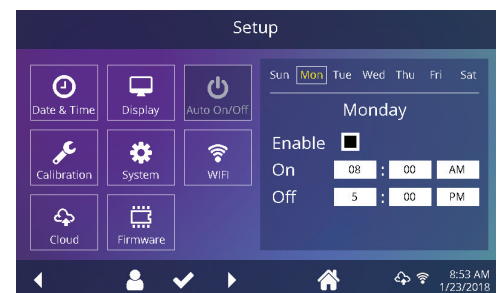 Setup
Date & Time
Display
Auto On/Off
Calibration
System
WIFI
Cloud
Firmware
Sun Mon Tue Wed Thu Fri Sat
Monday
Enable
On 08 : 00 AM
Off 5 : 00 PM
8:53 AM
1/23/2018